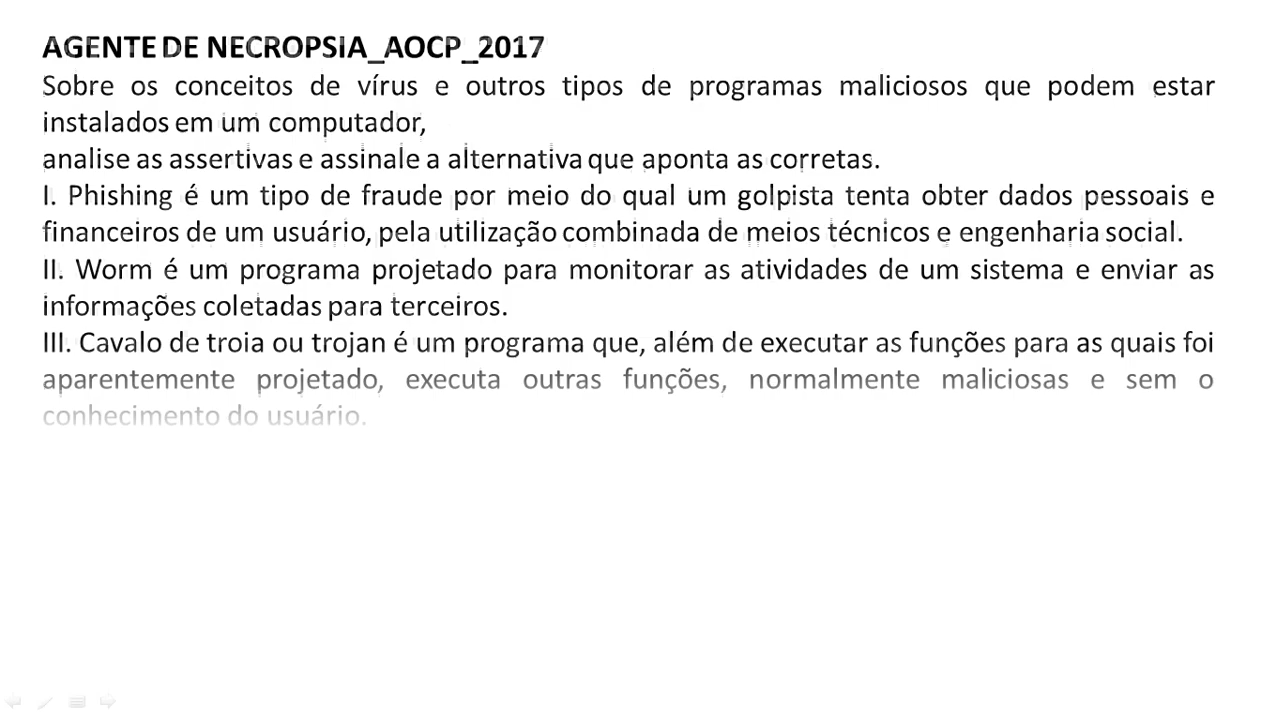 AGENTE DE NECROPSIA_AOCP_2017
Sobre os conceitos de vírus e outros tipos de programas maliciosos que podem estar
instalados em um computador,
analise as assertivas e assinale a alternativa que aponta as corretas.
I. Phishing é um tipo de fraude por meio do qual um golpista tenta obter dados pessoais e
financeiros de um usuário, pela utilização combinada de meios técnicos e engenharia social.
II. Worm é um programa projetado para monitorar as atividades de um sistema e enviar as
informações coletadas para terceiros.
III. Cavalo de troia ou trojan é um programa que, além de executar as funções para as quais foi
aparentemente projetado, executa outras funções, normalmente maliciosas e sem o
conhecimento do usuário.